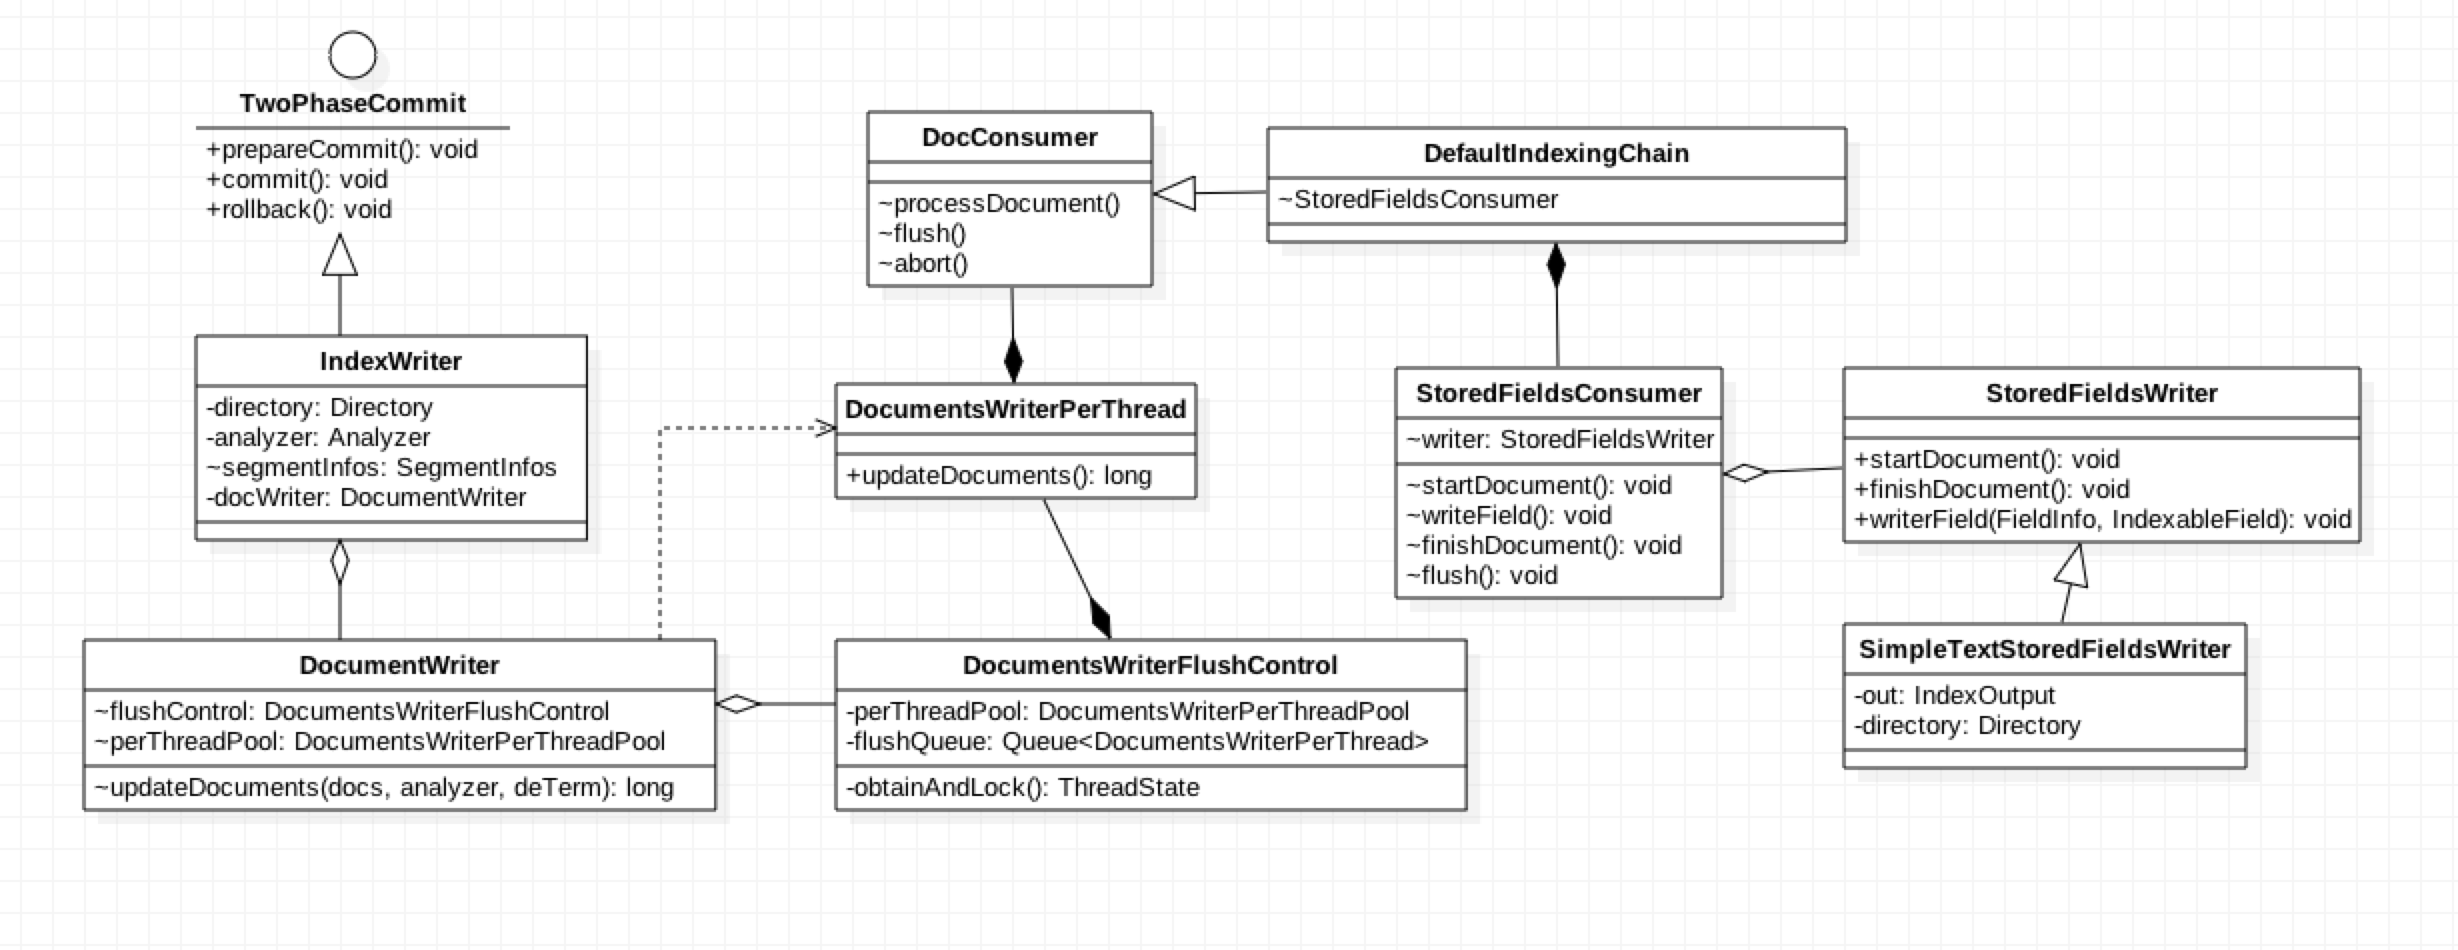 TwoPhaseCommit
+prepareCommit(): void
+commit(): void
+rollback(): void
DocConsumer
~processDocument()
~flush()
~abort()
DefaultIndexingChain
~StoredFieldsConsumer
IndexWriter
-directory: Directory
-analyzer: Analyzer
~segmentInfos: SegmentInfos
-docWriter: DocumentWriter
DocumentsWriterPerThread
+updateDocuments(): long
StoredFieldsConsumer
~writer: StoredFieldsWriter
~startDocument(): void
~writeField(): void
~finishDocument(): void
~flush(): void
StoredFieldsWriter
+startDocument(): void
+finishDocument(): void
+writerField(FieldInfo, IndexableField): void
DocumentWriter
~flushControl: DocumentsWriterFlushControl
~perThreadPool: DocumentsWriterPerThreadPool
~updateDocuments(docs, analyzer, deTerm): long
DocumentsWriterFlushControl
-perThreadPool: DocumentsWriterPerThreadPool
-flushQueue: Queue<DocumentsWriterPerThread>
-obtainAndLock(): ThreadState
SimpleTextStoredFieldsWriter
-out: IndexOutput
-directory: Directory